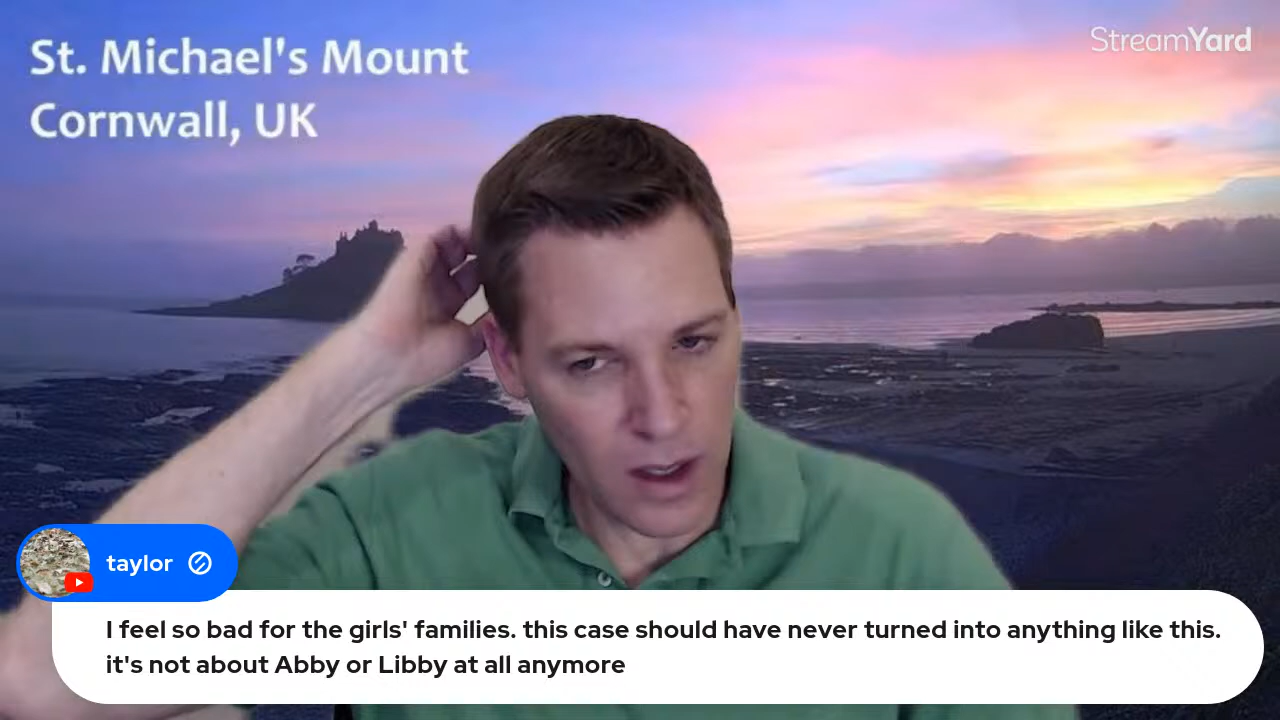 St. Michael's Mount
Cornwall, UK
StreamYard
taylor
I feel so bad for the girls' families. this case should have never turned into anything like this.
it's not about Abby or Libby at all anymore